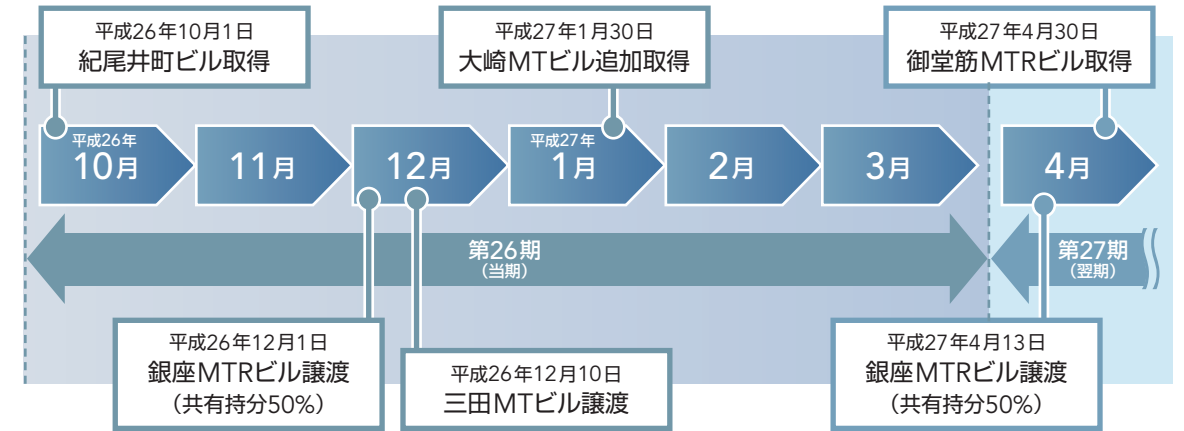 平成26年10月1日
紀尾井町ビル取得
平成27年1月30日
大崎MTビル追加取得
平成27年4月30日
御堂筋MTRビル取得
平成26年
10月
11月
12月
平成27年
1月
2月
3月
4月
第26期
(当期)
第27期
(翌期)
平成26年12月1日
銀座MTRビル譲渡
(共有持分50%)
平成26年12月10日
三田MTビル譲渡
平成27年4月13日
銀座MTRビル譲渡
(共有持分50%)